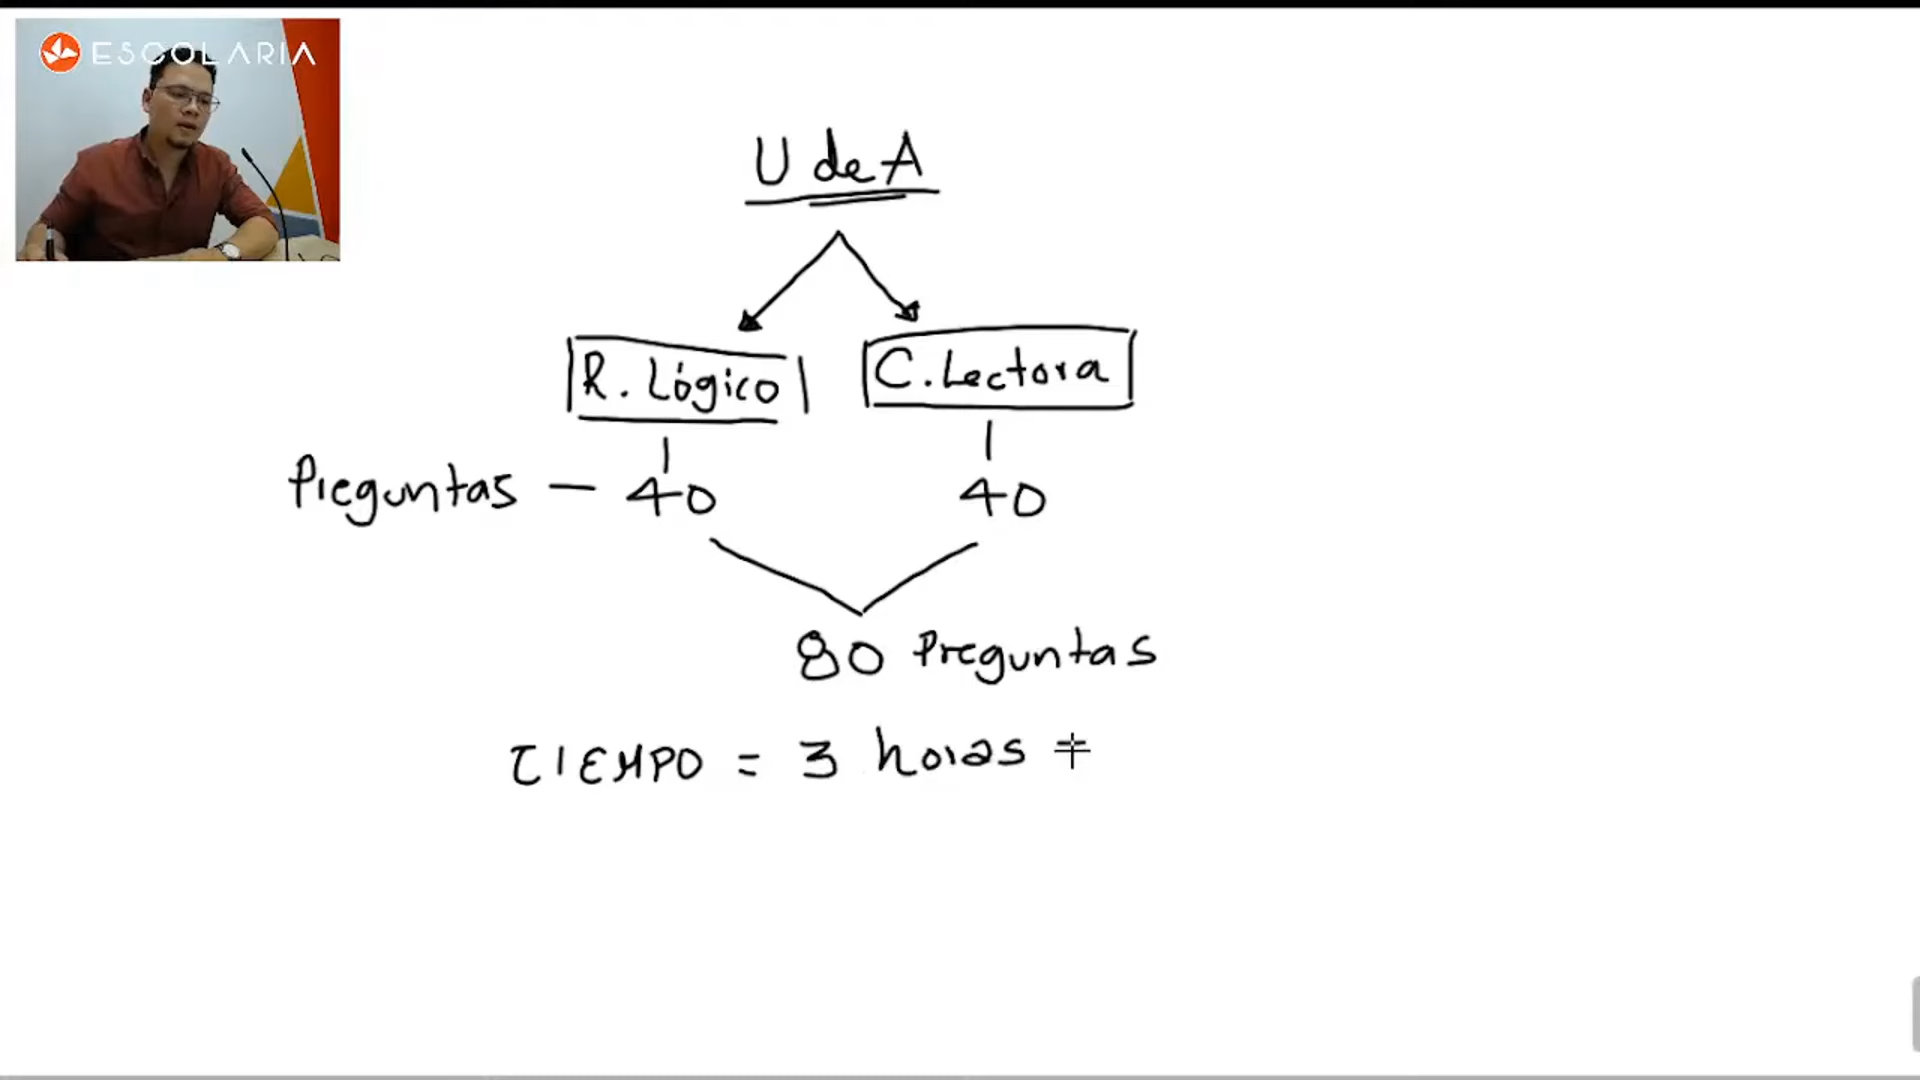 ESCOLARIA
U de A
R. Lógico
C. Lectora
Preguntas — 40
40
80 Preguntas
TIEMPO = 3 horas